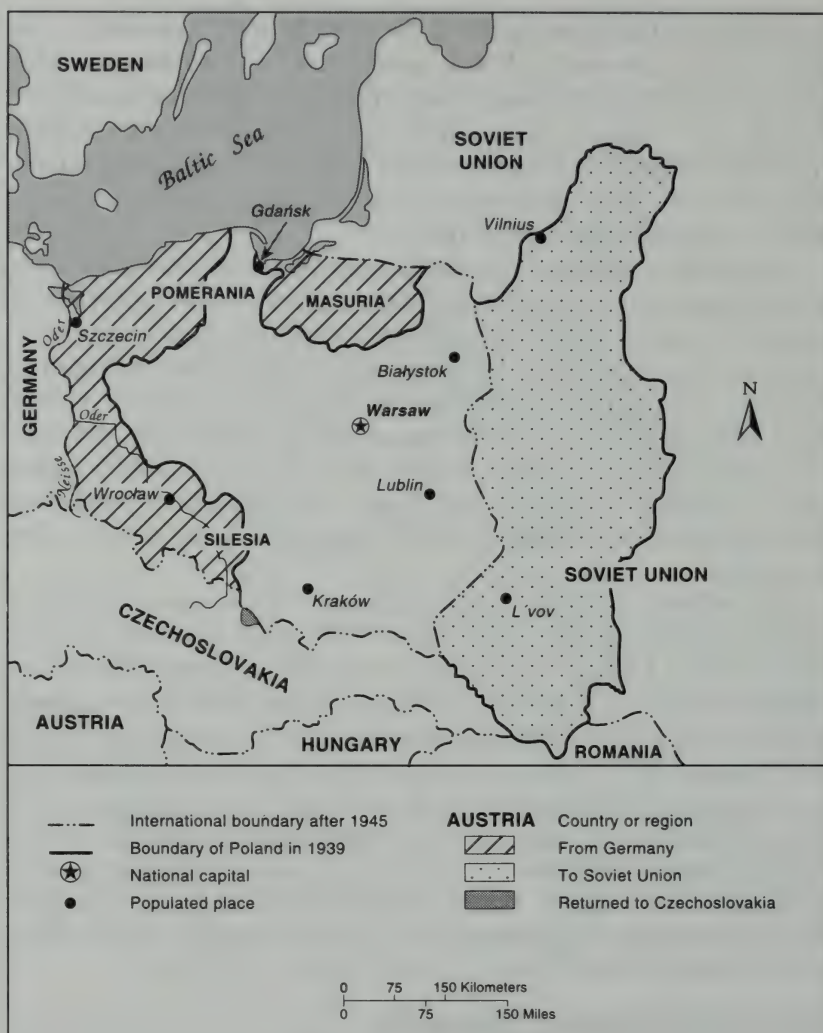 SWEDEN
Baltic Sea
SOVIET
UNION
Gdańsk
Vilnius
POMERANIA
MASURIA
Oder
Szczecin
GERMANY
Białystok
N
Warsaw
Oder
Neisse
Lublin
Wrocław
SILESIA
SOVIET UNION
Kraków
L'vov
CZECHOSLOVAKIA
AUSTRIA
HUNGARY
ROMANIA
International boundary after 1945
Boundary of Poland in 1939
National capital
Populated place
AUSTRIA Country or region
From Germany
To Soviet Union
Returned to Czechoslovakia
0 75 150 Kilometers
0 75 150 Miles